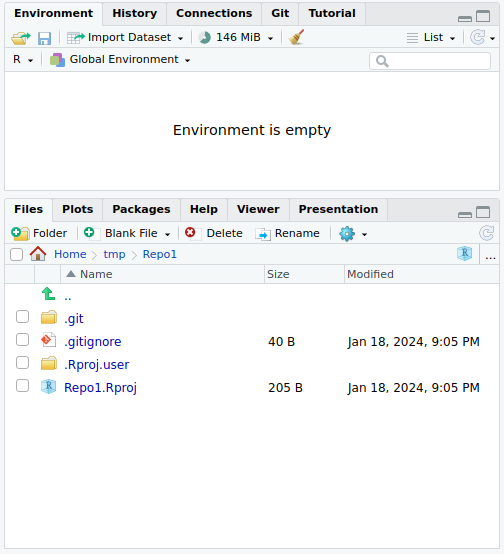 Environment History Connections Git Tutorial
Import Dataset 146 MiB List
R Global Environment
Environment is empty
Files Plots Packages Help Viewer Presentation
Folder Blank File Delete Rename
Home tmp Repo1 R ...
Name Size Modified
..
.git
.gitignore 40 B Jan 18, 2024, 9:05 PM
.Rproj.user
R Repo1.Rproj 205 B Jan 18, 2024, 9:05 PM